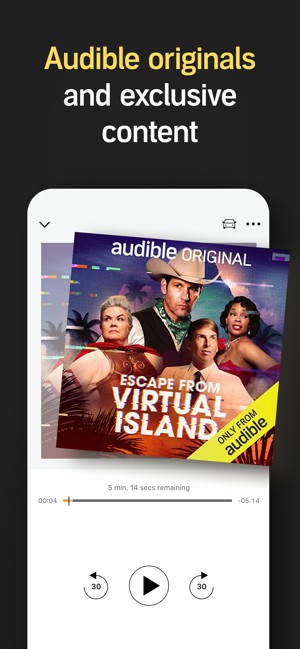 Audible originals
and exclusive
content
audible ORIGINAL
ESCAPE FROM
VIRTUAL
ISLAND
ONLY FROM
audible
5 min, 14 secs remaining
00:04
-05:14
30
30